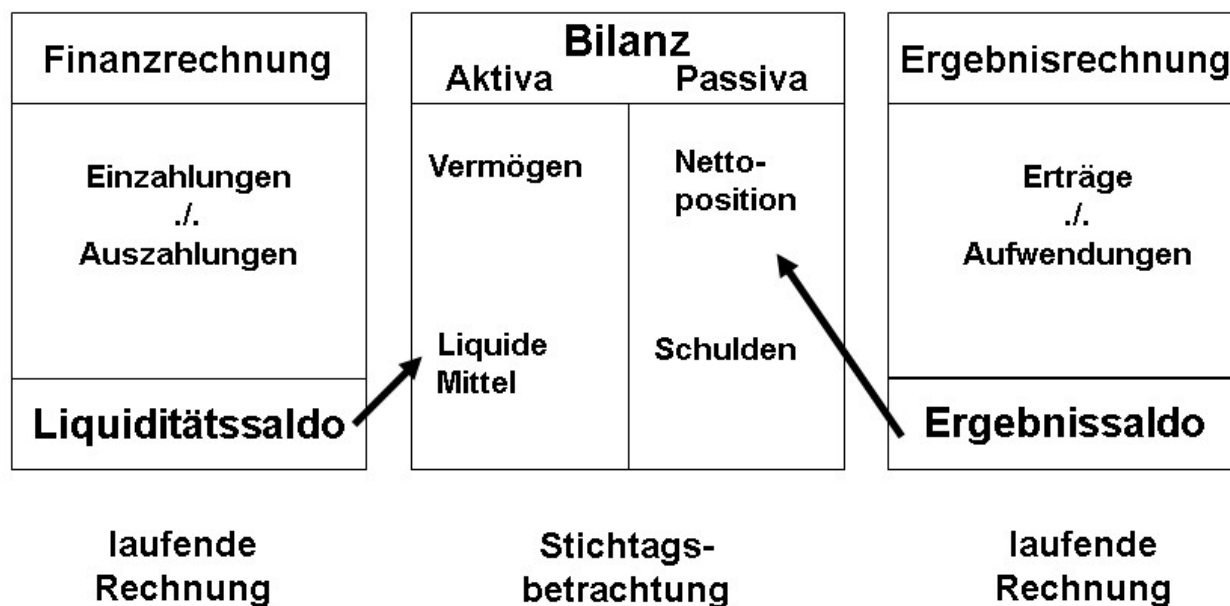 Finanzrechnung
Einzahlungen
./.
Auszahlungen
Liquiditätssaldo
laufende
Rechnung
Bilanz
Aktiva Passiva
Vermögen
Liquide
Mittel
Netto-
position
Schulden
Stichtags-
betrachtung
Ergebnisrechnung
Erträge
./.
Aufwendungen
Ergebnissaldo
laufende
Rechnung